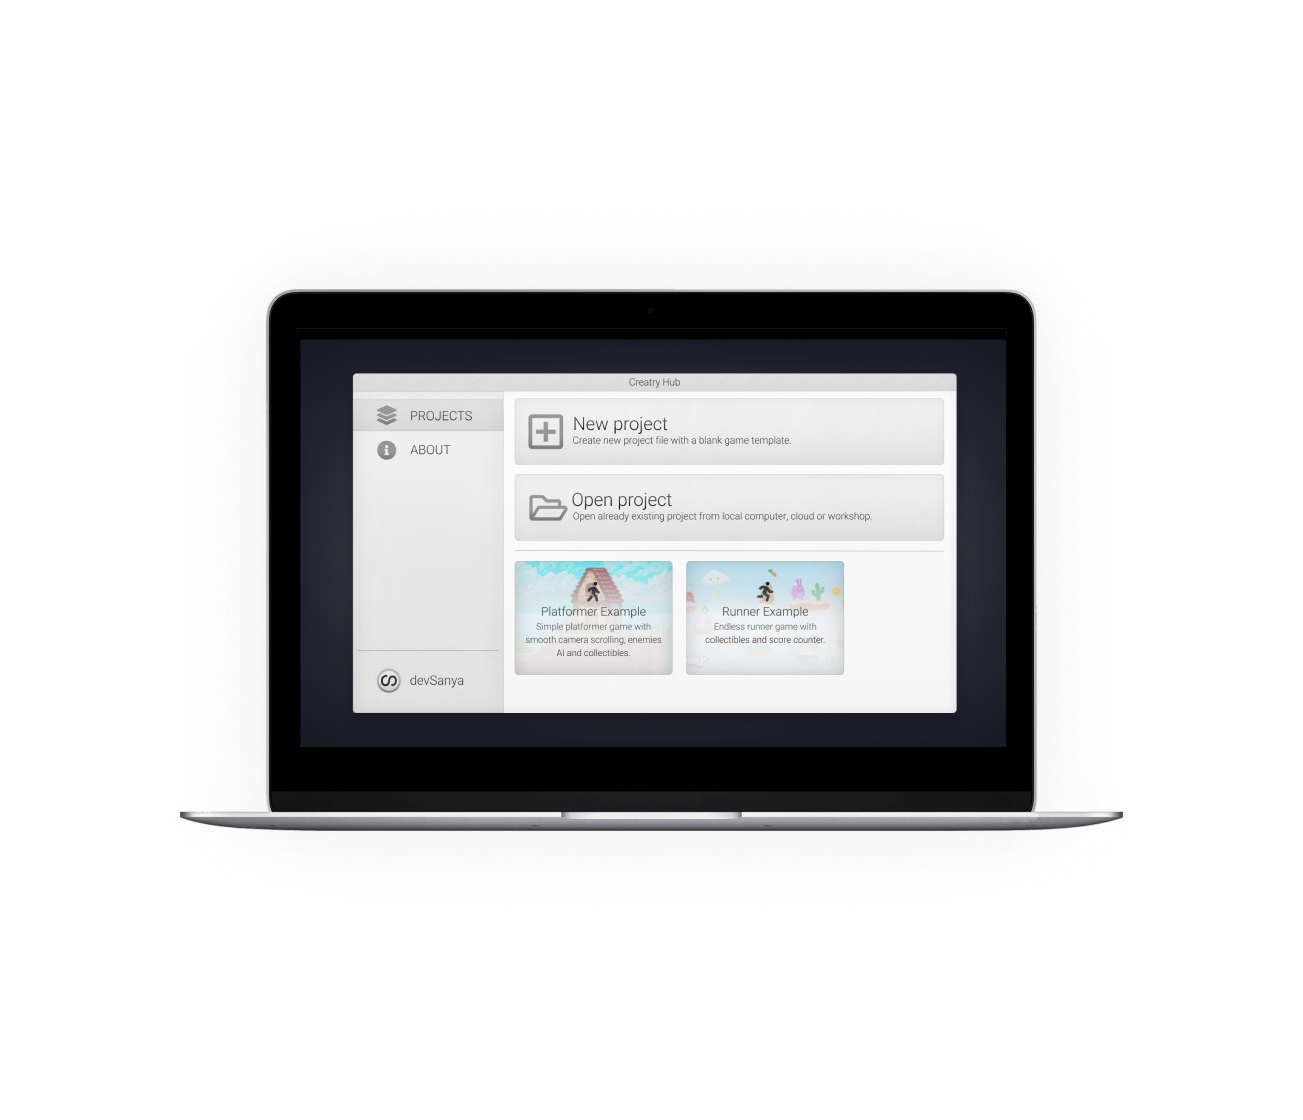 Creatry Hub
PROJECTS
ABOUT
devSanya
New project
Create new project file with a blank game template.
Open project
Open already existing project from local computer, cloud or workshop.
Platformer Example
Simple platformer game with
smooth camera scrolling, enemies
AI and collectibles.
Runner Example
Endless runner game with
collectibles and score counter.